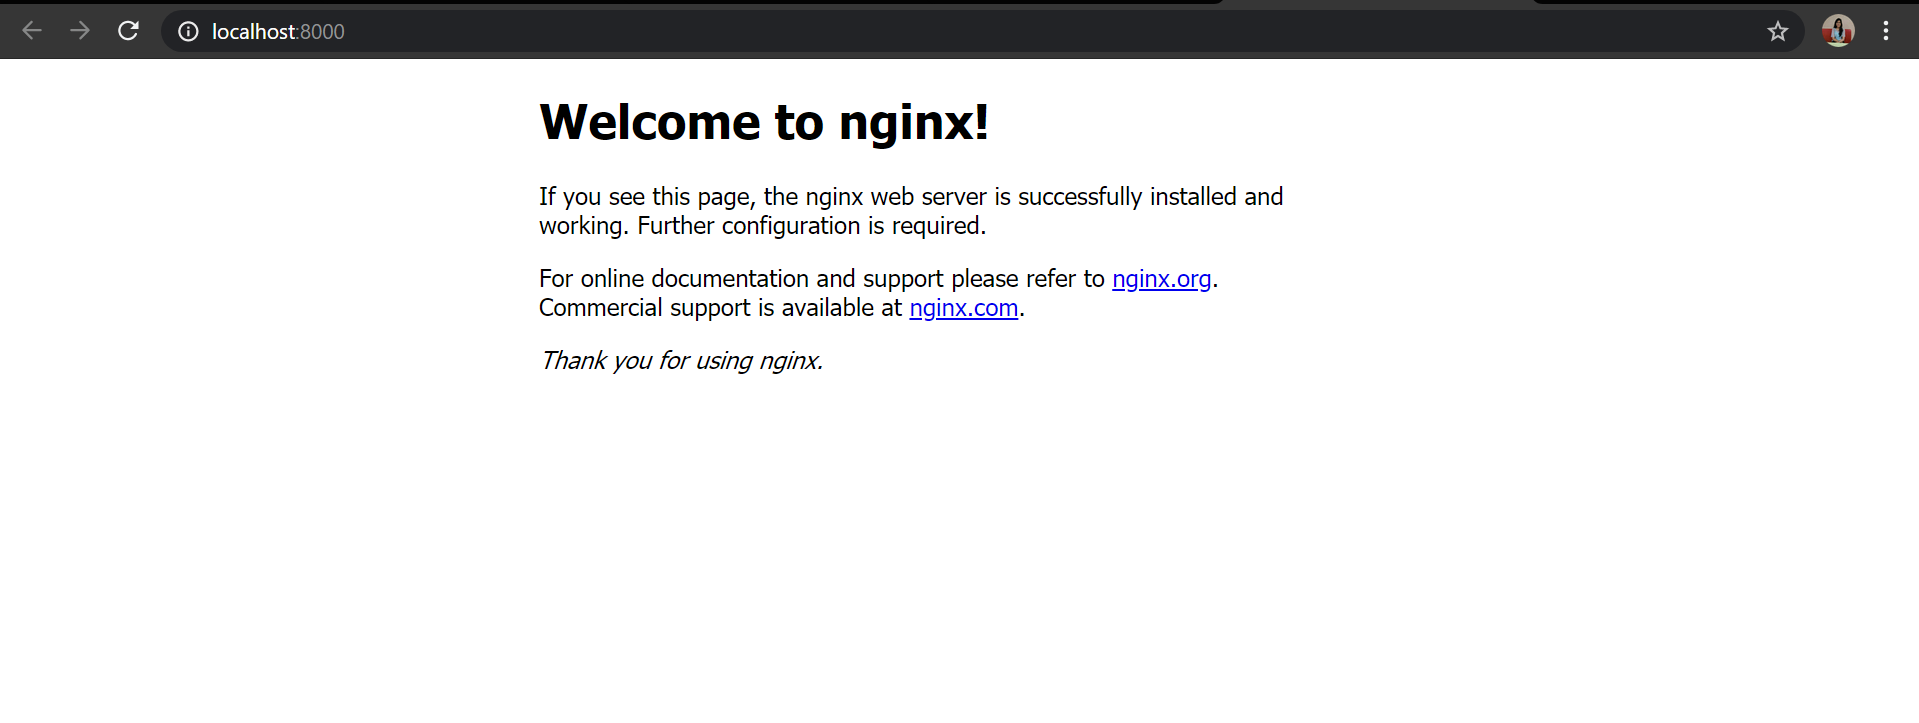 localhost:8000
Welcome to nginx!
If you see this page, the nginx web server is successfully installed and
working. Further configuration is required.
For online documentation and support please refer to nginx.org.
Commercial support is available at nginx.com.
Thank you for using nginx.